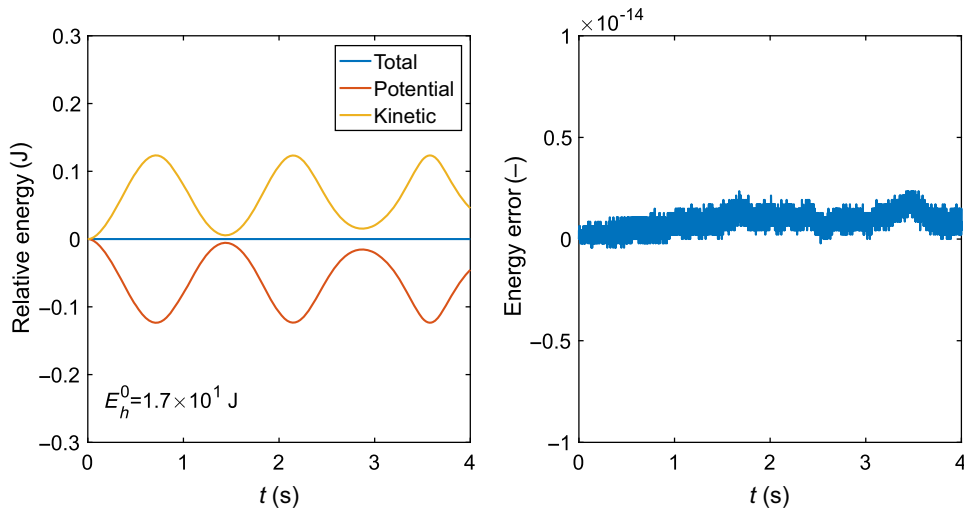 0.3
0.2
0.1
0
−0.1
−0.2
−0.3
Relative energy (J)
Total
Potential
Kinetic
E_h^0=1.7×10^1 J
0 1 2 3 4
t (s)
×10^-14
1
0.5
0
−0.5
−1
Energy error (−)
0 1 2 3 4
t (s)